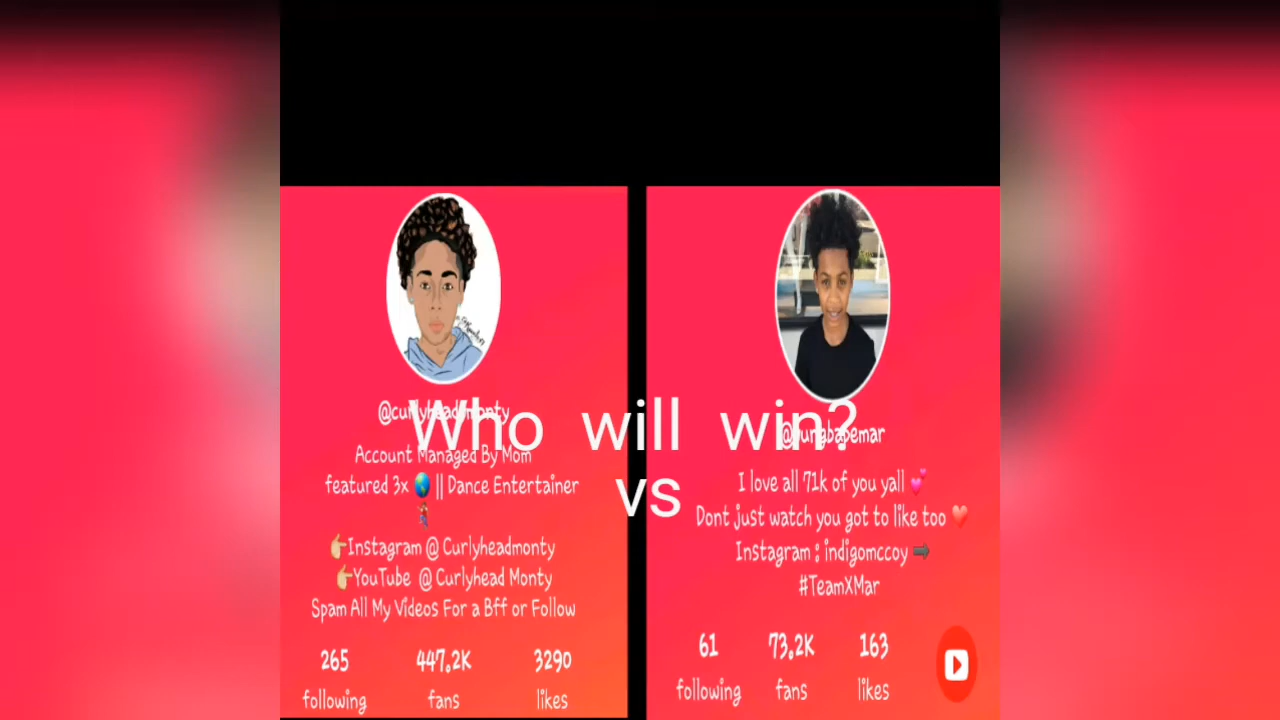 @curlyheadmonty
Account Managed By Mom
featured 3x 🌎 || Dance Entertainer
👉Instagram @ Curlyheadmonty
👉YouTube @ Curlyhead Monty
Spam All My Videos For a Bff or Follow
265 447.2K 3290
following fans likes
Who will win?
vs
I love all 71k of you yall 💕
Dont just watch you got to like too ❤️
Instagram : indigomccoy ➡
#TeamXMar
61 73.2K 163
following fans likes